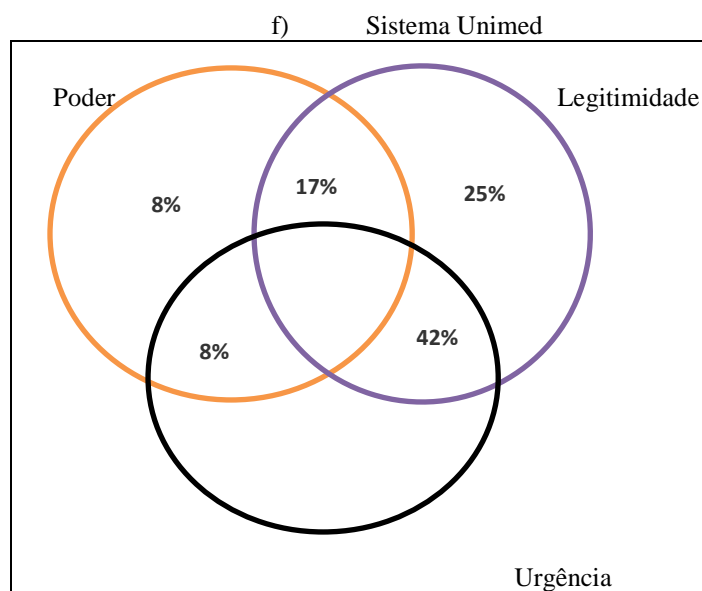 f) Sistema Unimed
Poder Legitimidade
8% 17% 25%
8% 42%
Urgência